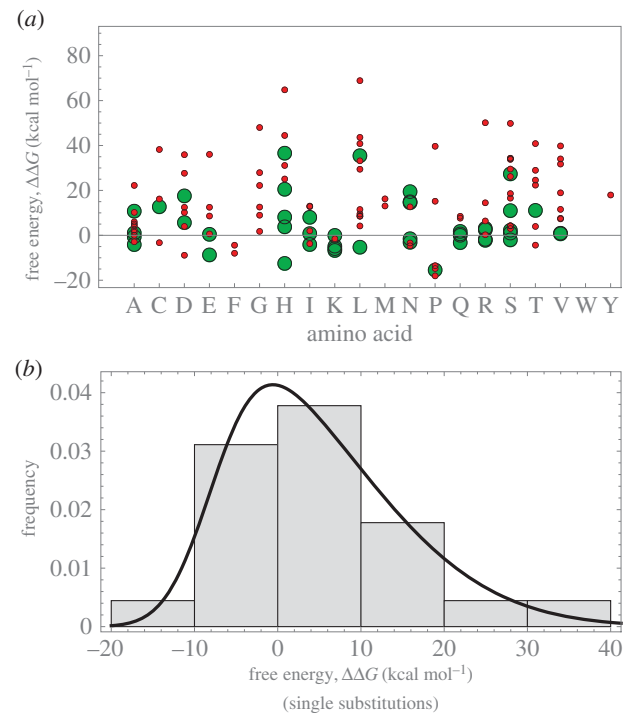 (a)
80
60
40
20
0
−20
free energy, ΔΔG (kcal mol⁻¹)
A C D E F G H I K L M N P Q R S T V W Y
amino acid
(b)
0.04
0.03
0.02
0.01
0
frequency
−20 −10 0 10 20 30 40
free energy, ΔΔG (kcal mol⁻¹)
(single substitutions)